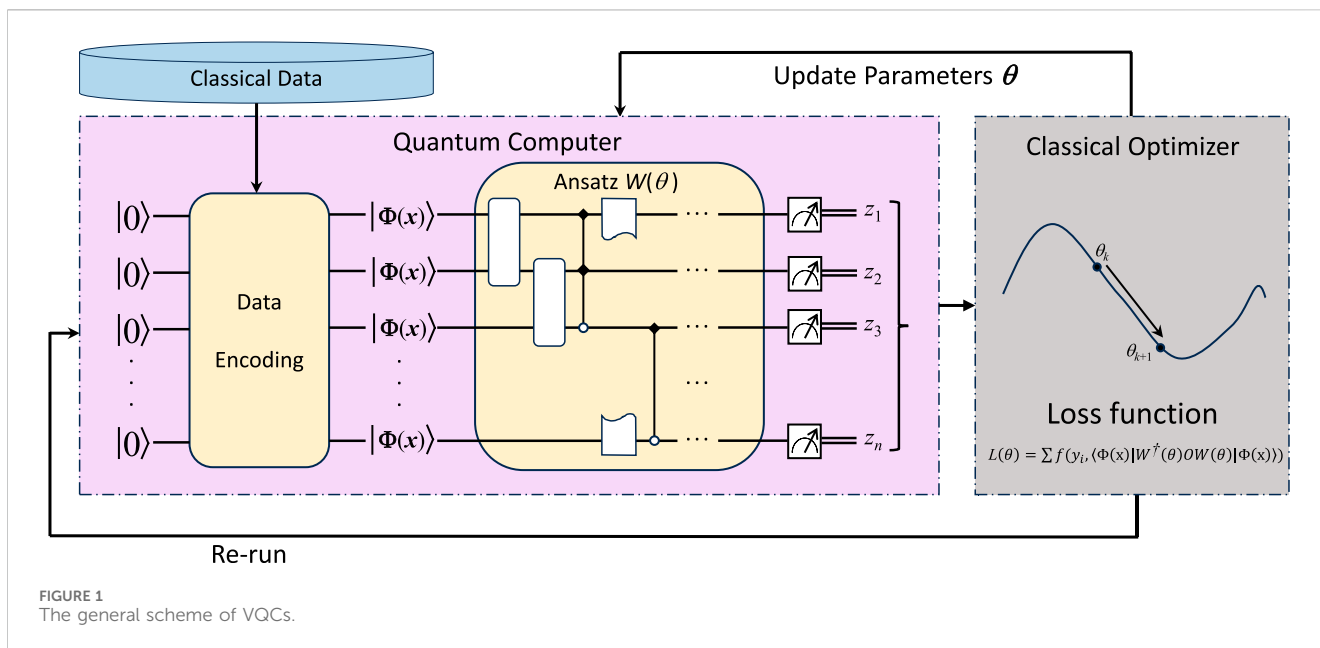 Classical Data
Update Parameters θ
Quantum Computer
Classical Optimizer
Ansatz W(θ)
|0⟩ |Φ(x)⟩ ··· z₁
|0⟩ |Φ(x)⟩ ··· z₂
Data
Encoding
|0⟩ |Φ(x)⟩ ··· z₃
···
|0⟩ |Φ(x)⟩ ··· zₙ
θₖ
θₖ₊₁
Loss function
L(θ) = ∑ f(yᵢ, ⟨Φ(x)|W†(θ)OW(θ)|Φ(x)⟩)
Re-run
FIGURE 1
The general scheme of VQCs.